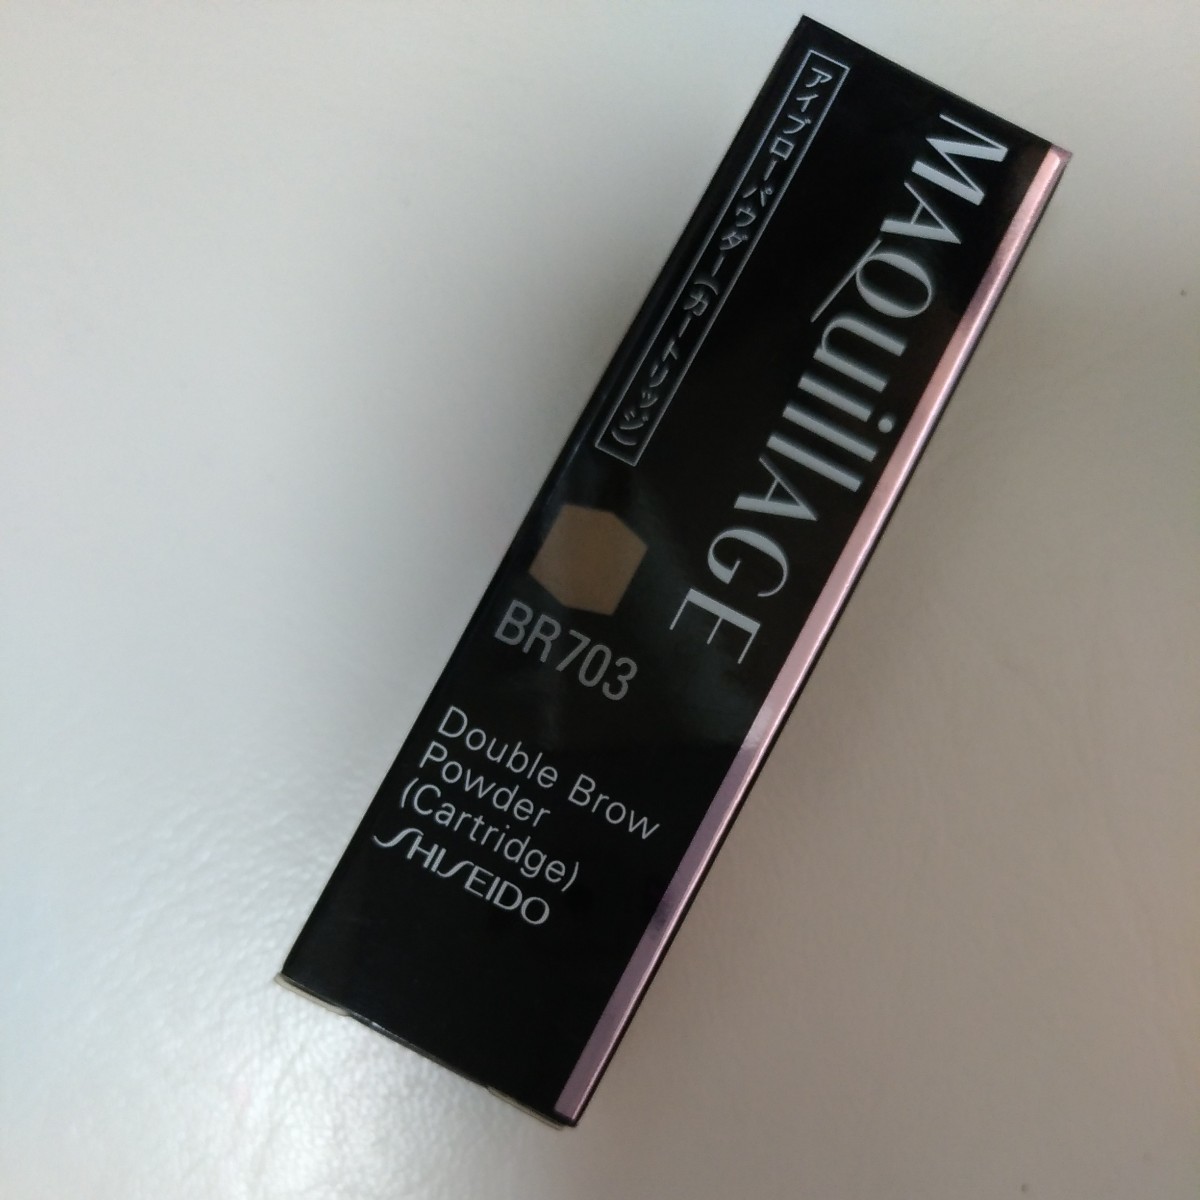 MAQuillAGE
アイブローパウダー(カートリッジ)
BR703
Double Brow
Powder
(Cartridge)
SHISEIDO